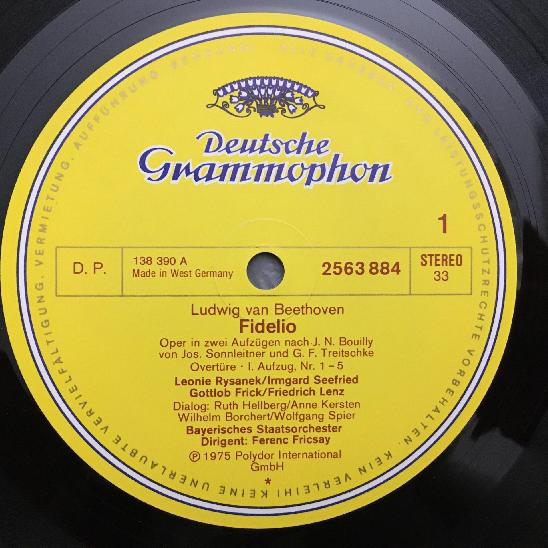 Deutsche
Grammophon
1
D. P.
138 390 A
Made in West Germany
2563 884
STEREO
33
Ludwig van Beethoven
Fidelio
Oper in zwei Aufzügen nach J. N. Bouilly
von Jos. Sonnleitner und G. F. Treitschke
Overtüre · I. Aufzug, Nr. 1 - 5
Leonie Rysanek/Irmgard Seefried
Gottlob Frick/Friedrich Lenz
Dialog: Ruth Hellberg/Anne Kersten
Wilhelm Borchert/Wolfgang Spier
Bayerisches Staatsorchester
Dirigent: Ferenc Fricsay
Ⓟ 1975 Polydor International
GmbH
*
KEINE UNERLAUBTE VERVIELFÄLTIGUNG, VERMIETUNG, AUFFÜHRUNG, SENDUNG!
LEISTUNGSSCHUTZRECHTE VORBEHALTEN. KEIN VERLEIH!